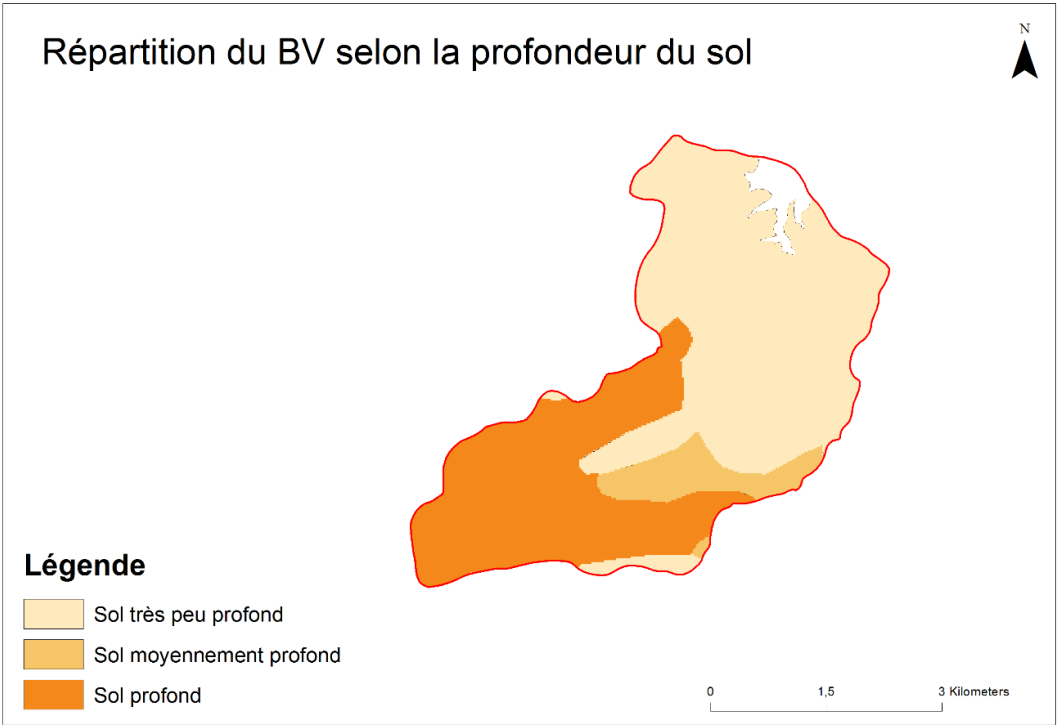 Répartition du BV selon la profondeur du sol
N
Légende
Sol très peu profond
Sol moyennement profond
Sol profond
0 1,5 3 Kilometers